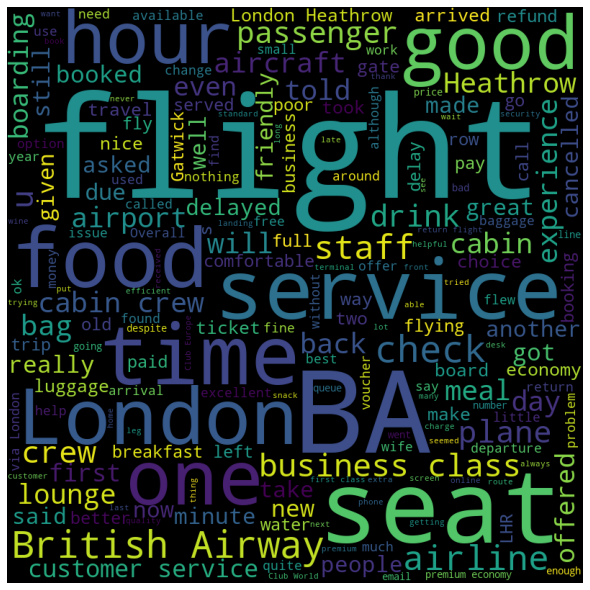 want need available London Heathrow arrived refund
use small work
hour passenger good
boarding still booked aircraft change gate price book
even told thank Heathrow
travel served poor made go
never standard wait
option fly friendly took although row call cancelled
year nice Gatwick well business find late long security
flight
asked nothing delay pay see bad
given used around
u due called experience
airport delayed drink great baggage
issue Overall s landing free return flight helpful line
food will full staff cabin
money comfortable offer choice terminal front booking
ok put received service
trying efficient cabin crew without way flew tried able
bag old found two flying another
going despite time ticket fine lot desk
trip back check got
really paid best board economy
Club Europe
luggage arrival excellent voucher queue say meal day
snack many return
London BA make number little
help home leg went charge problem
crew breakfast left wife departure plane
seemed always
via London last one business class
first thing first class extra screen online route
customer take seat offered
lounge now new
said better minute water next phone getting LHR
quality much
British Airway people airline
customer service quite Club World email premium premium economy enough